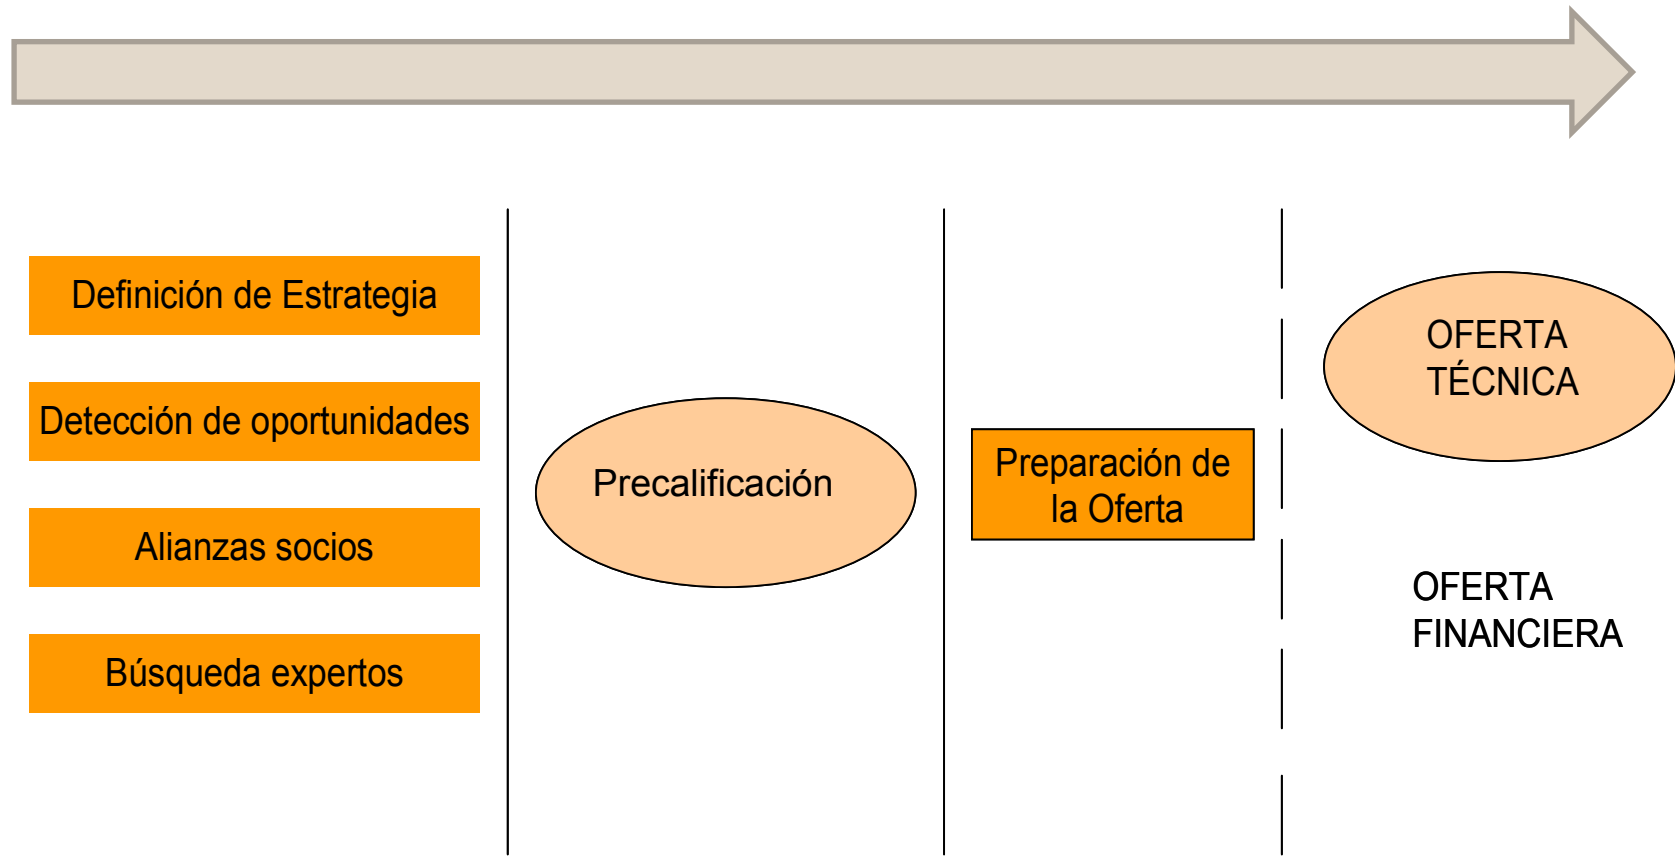 Definición de Estrategia
Detección de oportunidades
Alianzas socios
Búsqueda expertos
Precalificación
Preparación de
la Oferta
OFERTA
TÉCNICA
OFERTA
FINANCIERA